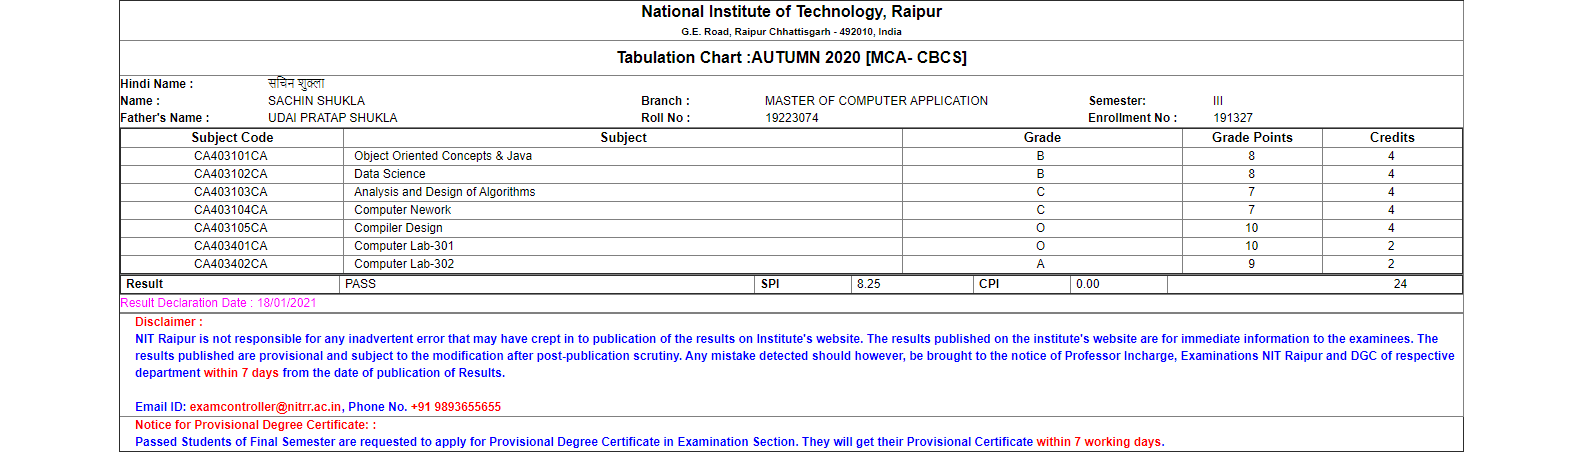 National Institute of Technology, Raipur
G.E. Road, Raipur Chhattisgarh - 492010, India
Tabulation Chart :AUTUMN 2020 [MCA- CBCS]
Hindi Name : सचिन शुक्ला
Name : SACHIN SHUKLA Branch : MASTER OF COMPUTER APPLICATION Semester: III
Father's Name : UDAI PRATAP SHUKLA Roll No : 19223074 Enrollment No : 191327
Subject Code Subject Grade Grade Points Credits
CA403101CA Object Oriented Concepts & Java B 8 4
CA403102CA Data Science B 8 4
CA403103CA Analysis and Design of Algorithms C 7 4
CA403104CA Computer Nework C 7 4
CA403105CA Compiler Design O 10 4
CA403401CA Computer Lab-301 O 10 2
CA403402CA Computer Lab-302 A 9 2
Result PASS SPI 8.25 CPI 0.00 24
Result Declaration Date : 18/01/2021
Disclaimer :
NIT Raipur is not responsible for any inadvertent error that may have crept in to publication of the results on Institute's website. The results published on the institute's website are for immediate information to the examinees. The
results published are provisional and subject to the modification after post-publication scrutiny. Any mistake detected should however, be brought to the notice of Professor Incharge, Examinations NIT Raipur and DGC of respective
department within 7 days from the date of publication of Results.
Email ID: examcontroller@nitrr.ac.in, Phone No. +91 9893655655
Notice for Provisional Degree Certificate: :
Passed Students of Final Semester are requested to apply for Provisional Degree Certificate in Examination Section. They will get their Provisional Certificate within 7 working days.